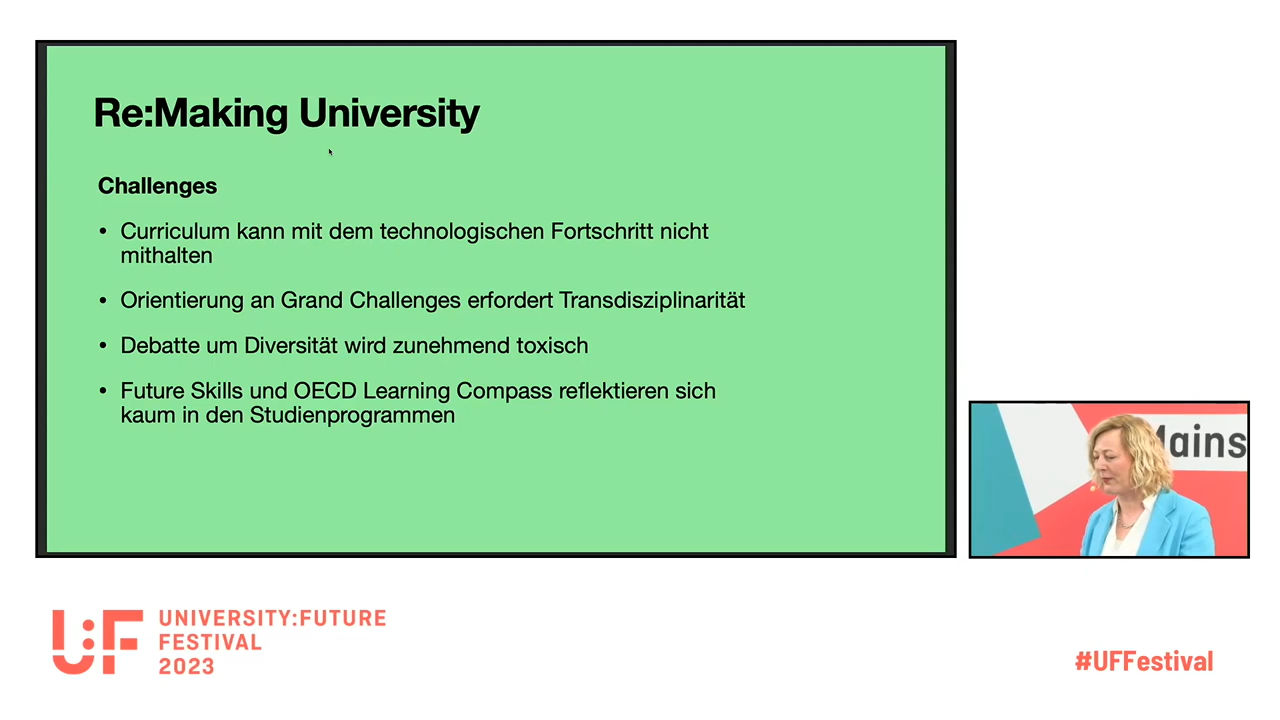 Re:Making University
Challenges
• Curriculum kann mit dem technologischen Fortschritt nicht
mithalten
• Orientierung an Grand Challenges erfordert Transdisziplinarität
• Debatte um Diversität wird zunehmend toxisch
• Future Skills und OECD Learning Compass reflektieren sich
kaum in den Studienprogrammen
Mains
U:F
UNIVERSITY:FUTURE
FESTIVAL
2023
#UFFestival